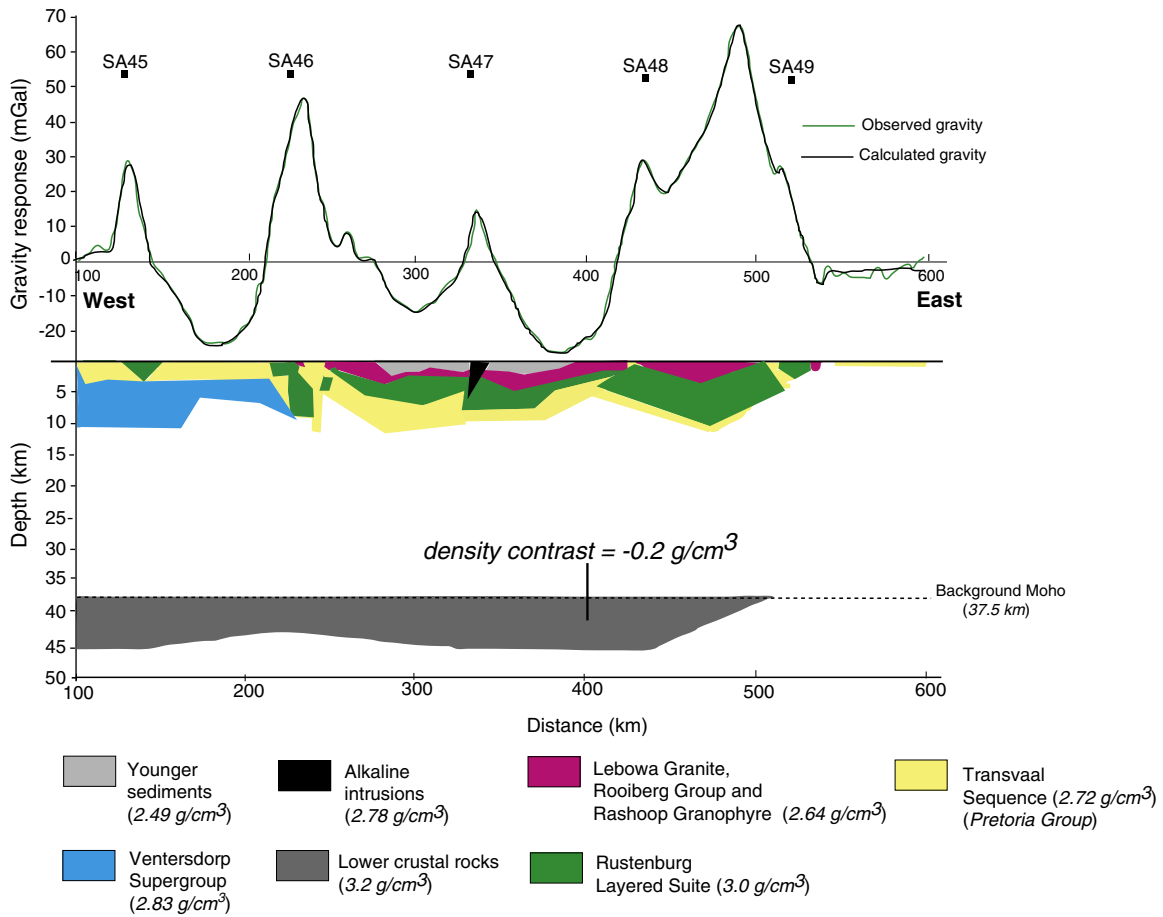 70
60
50
40
30
20
10
0
-10
-20
Gravity response (mGal)
SA45
SA46
SA47
SA48
SA49
Observed gravity
Calculated gravity
100
200
300
400
500
600
West
East
5
10
15
20
25
30
35
40
45
50
Depth (km)
density contrast = -0.2 g/cm³
Background Moho
(37.5 km)
100
200
300
400
500
600
Distance (km)
Younger
sediments
(2.49 g/cm³)
Alkaline
intrusions
(2.78 g/cm³)
Lebowa Granite,
Rooiberg Group and
Rashoop Granophyre (2.64 g/cm³)
Transvaal
Sequence (2.72 g/cm³)
(Pretoria Group)
Ventersdorp
Supergroup
(2.83 g/cm³)
Lower crustal rocks
(3.2 g/cm³)
Rustenburg
Layered Suite (3.0 g/cm³)